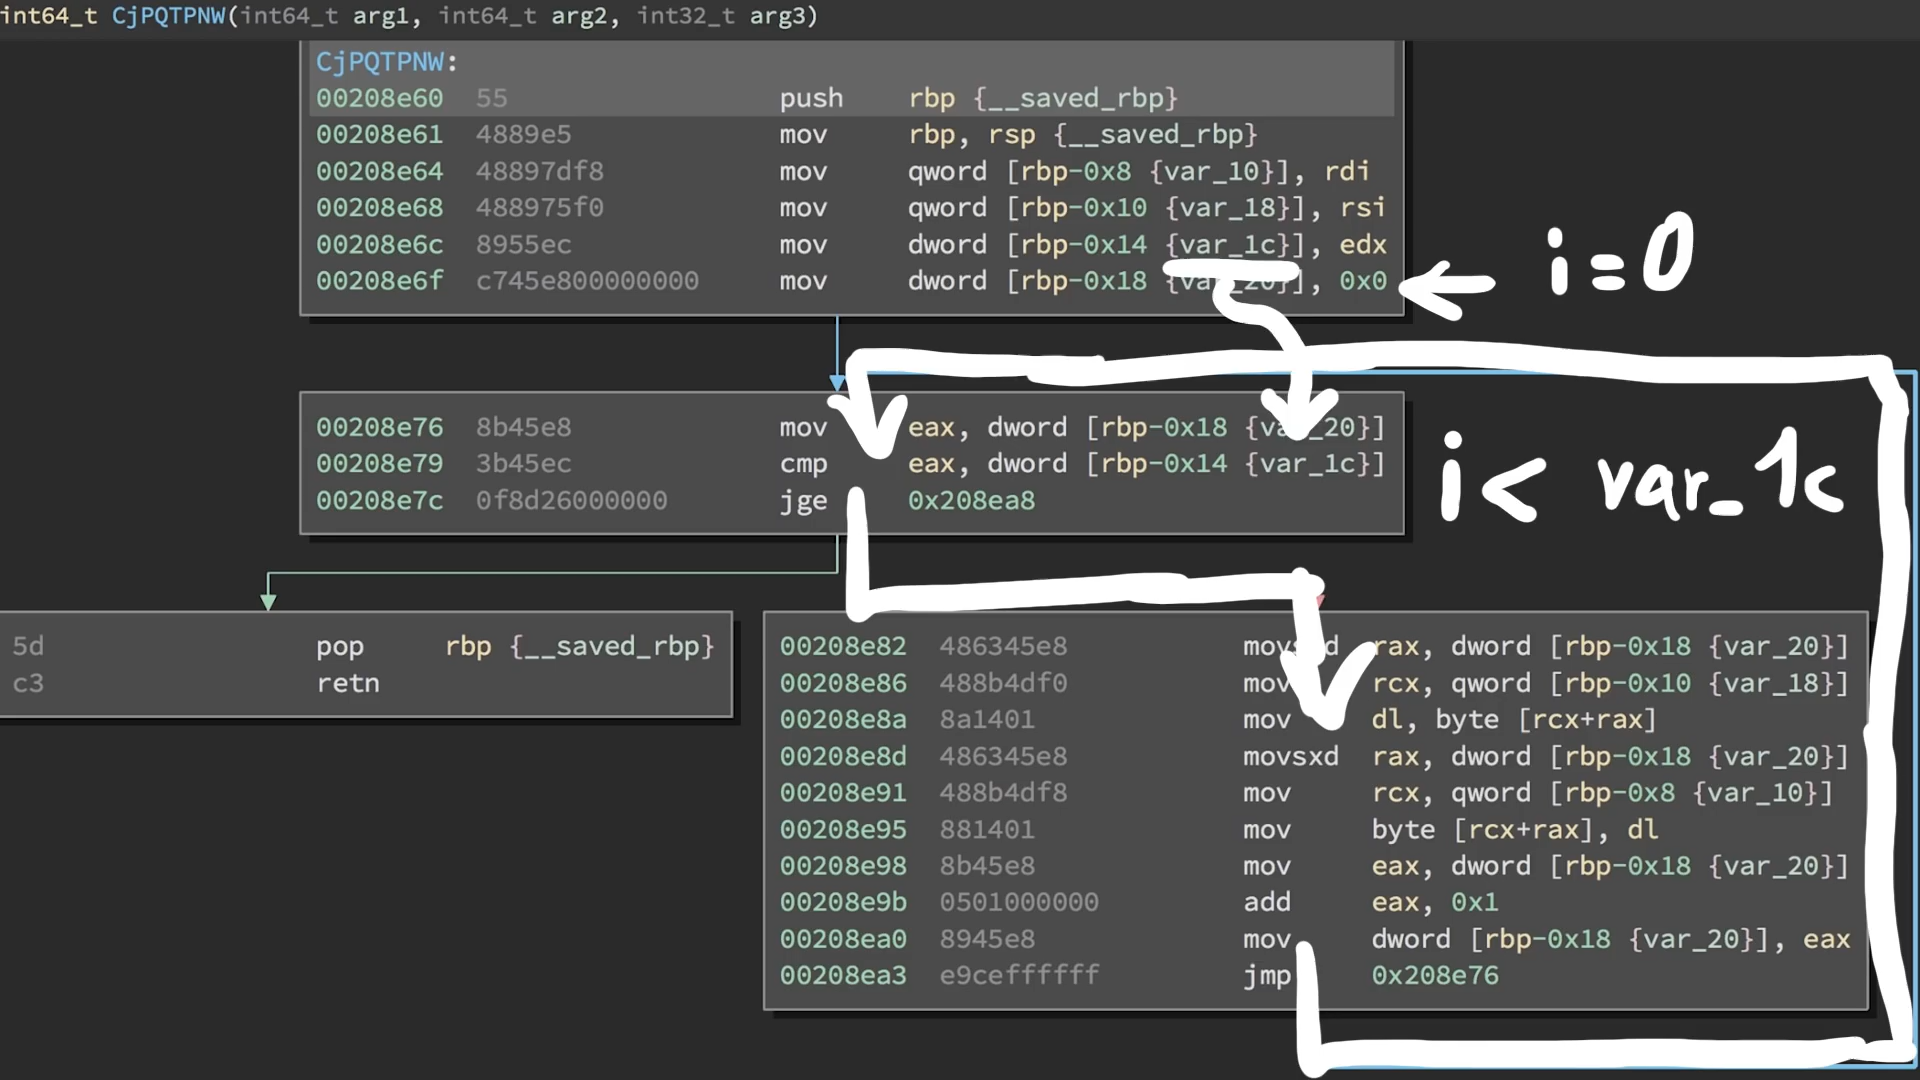 int64_t CjPQTPNW(int64_t arg1, int64_t arg2, int32_t arg3)
CjPQTPNW:
00208e60 55 push rbp {__saved_rbp}
00208e61 4889e5 mov rbp, rsp {__saved_rbp}
00208e64 48897df8 mov qword [rbp-0x8 {var_10}], rdi
00208e68 488975f0 mov qword [rbp-0x10 {var_18}], rsi
00208e6c 8955ec mov dword [rbp-0x14 {var_1c}], edx
00208e6f c745e800000000 mov dword [rbp-0x18 {var_20}], 0x0
i=0
00208e76 8b45e8 mov eax, dword [rbp-0x18 {var_20}]
00208e79 3b45ec cmp eax, dword [rbp-0x14 {var_1c}]
00208e7c 0f8d26000000 jge 0x208ea8
i< var_1c
5d pop rbp {__saved_rbp}
c3 retn
00208e82 486345e8 movsxd rax, dword [rbp-0x18 {var_20}]
00208e86 488b4df0 mov rcx, qword [rbp-0x10 {var_18}]
00208e8a 8a1401 mov dl, byte [rcx+rax]
00208e8d 486345e8 movsxd rax, dword [rbp-0x18 {var_20}]
00208e91 488b4df8 mov rcx, qword [rbp-0x8 {var_10}]
00208e95 881401 mov byte [rcx+rax], dl
00208e98 8b45e8 mov eax, dword [rbp-0x18 {var_20}]
00208e9b 0501000000 add eax, 0x1
00208ea0 8945e8 mov dword [rbp-0x18 {var_20}], eax
00208ea3 e9ceffffff jmp 0x208e76